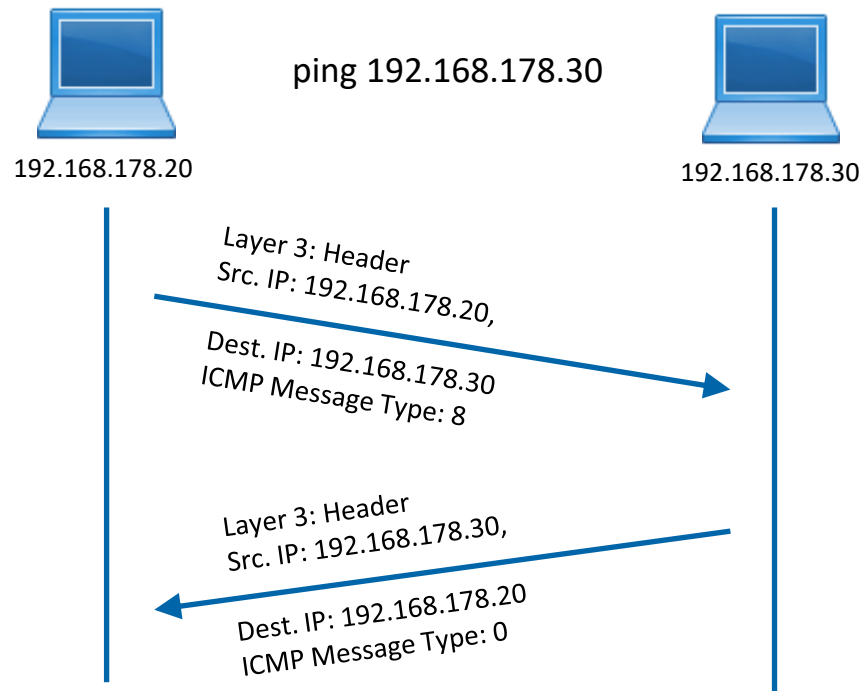 ping 192.168.178.30
192.168.178.20
192.168.178.30
Layer 3: Header
Src. IP: 192.168.178.20,
Dest. IP: 192.168.178.30
ICMP Message Type: 8
Layer 3: Header
Src. IP: 192.168.178.30,
Dest. IP: 192.168.178.20
ICMP Message Type: 0